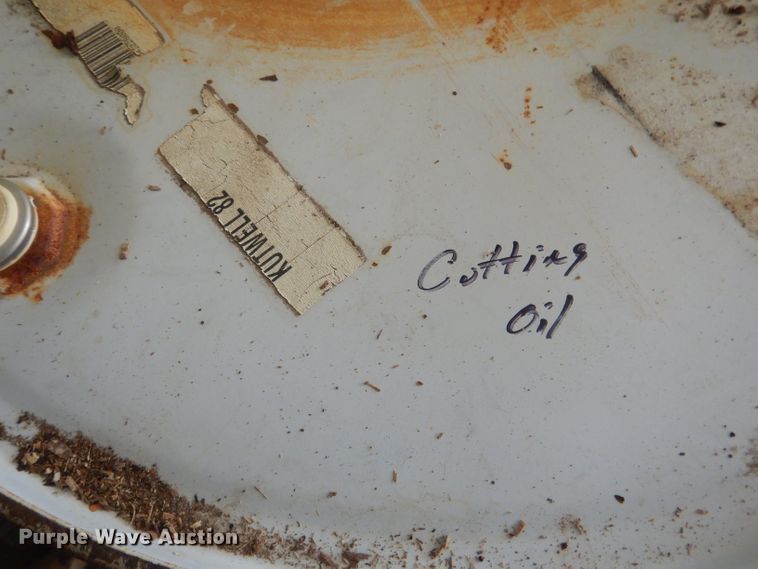 KUTWELL 82
Cutting
Oil
Purple Wave Auction